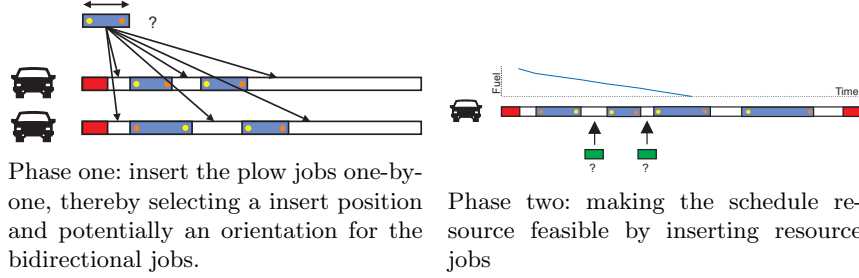 ?
Phase one: insert the plow jobs one-by-
one, thereby selecting a insert position
and potentially an orientation for the
bidirectional jobs.
Fuel
Time
?
?
Phase two: making the schedule re-
source feasible by inserting resource
jobs